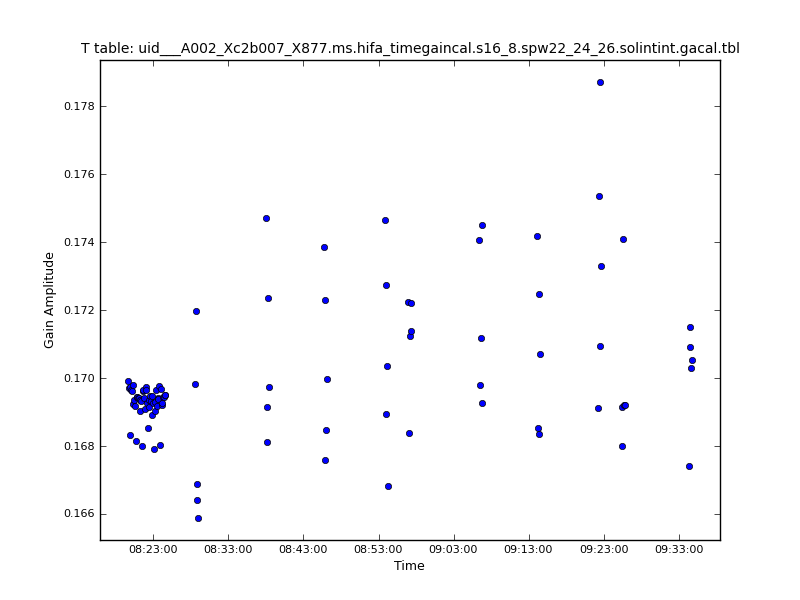 T table: uid___A002_Xc2b007_X877.ms.hifa_timegaincal.s16_8.spw22_24_26.solintint.gacal.tbl
0.178
0.176
0.174
0.172
0.170
0.168
0.166
Gain Amplitude
08:23:00 08:33:00 08:43:00 08:53:00 09:03:00 09:13:00 09:23:00 09:33:00
Time